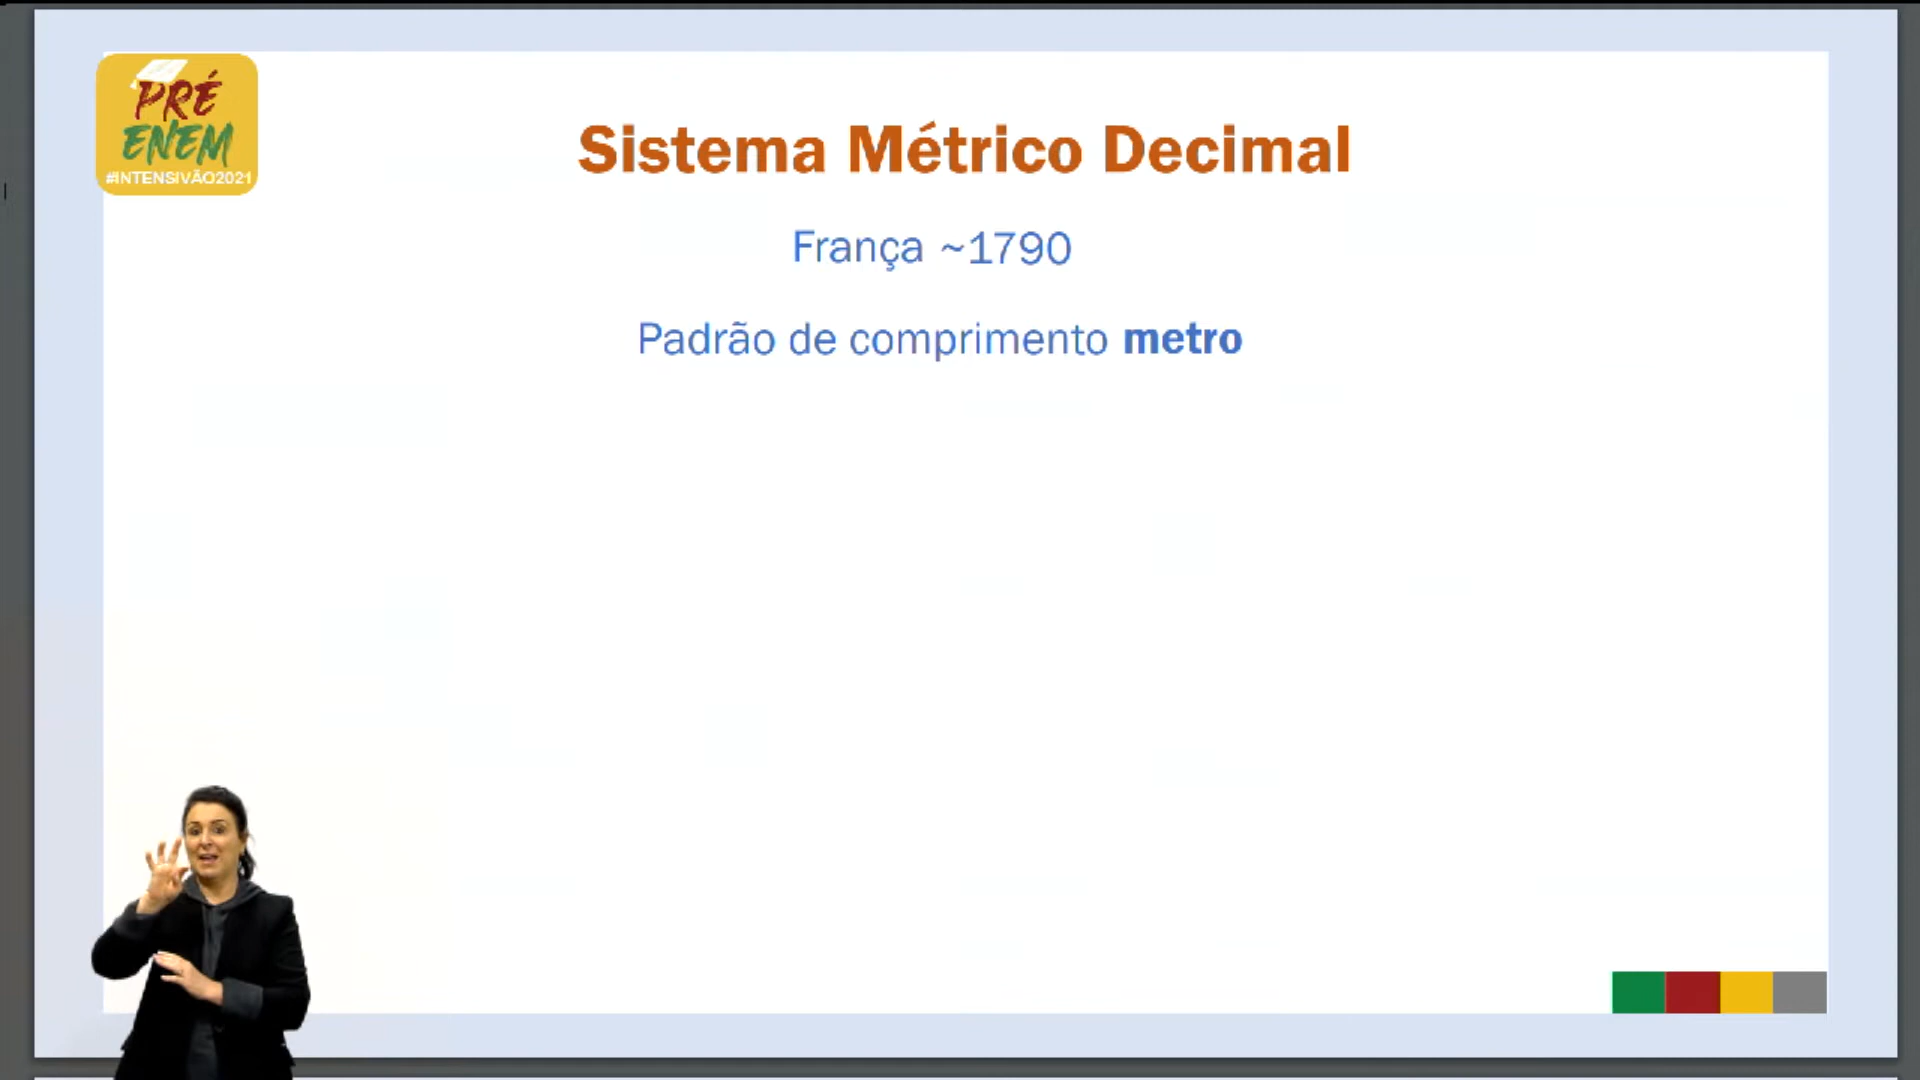 PRÉ
ENEM
#INTENSIVÃO2021
Sistema Métrico Decimal
França ~1790
Padrão de comprimento metro